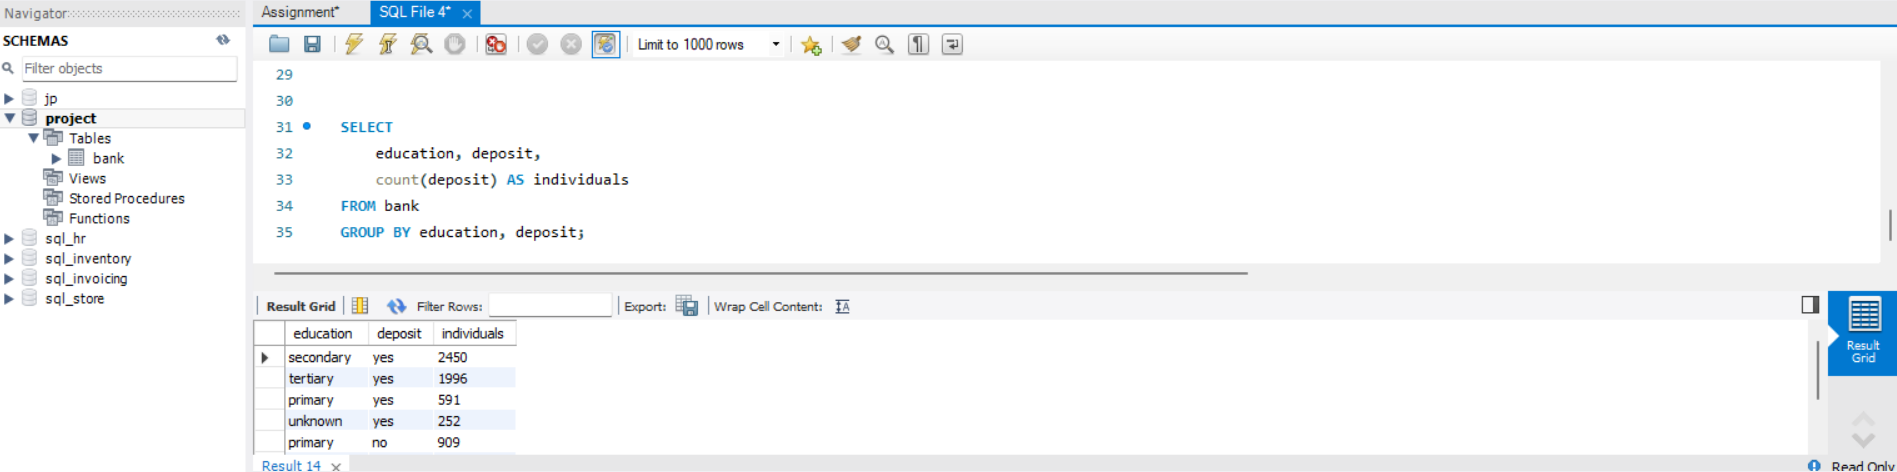 Navigator
Assignment*
SQL File 4*
SCHEMAS
Limit to 1000 rows
Filter objects
jp
project
Tables
bank
Views
Stored Procedures
Functions
sql_hr
sql_inventory
sql_invoicing
sql_store
29
30
31 SELECT
32 education, deposit,
33 count(deposit) AS individuals
34 FROM bank
35 GROUP BY education, deposit;
Result Grid Filter Rows: Export: Wrap Cell Content:
education deposit individuals
secondary yes 2450
tertiary yes 1996
primary yes 591
unknown yes 252
primary no 909
Result
Grid
Result 14
Read Only